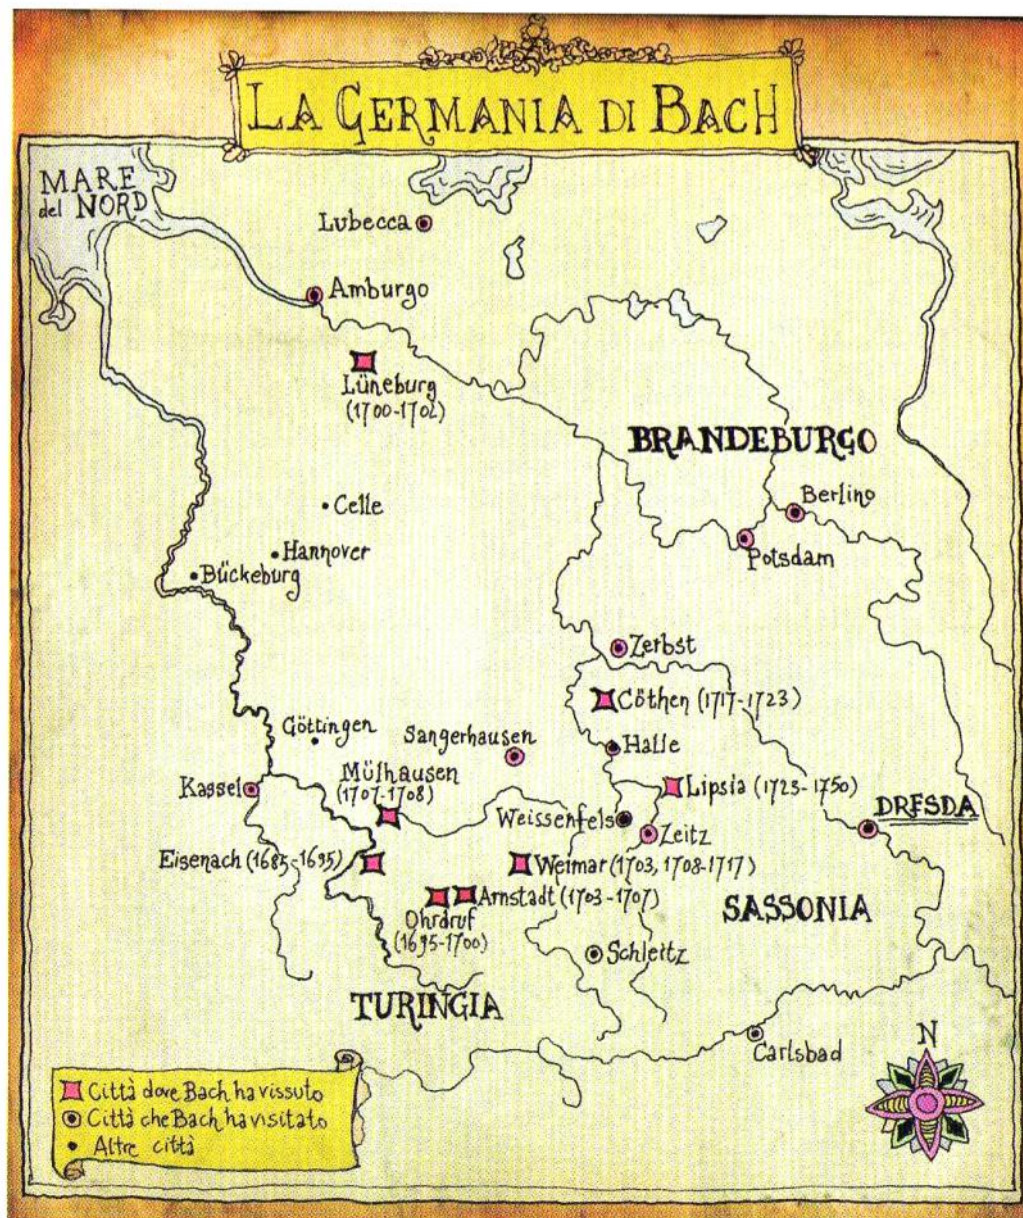 LA GERMANIA DI BACH
MARE
del NORD
Lubecca
Amburgo
Lüneburg
(1700-1702)
BRANDEBURGO
Berlino
Celle
Potsdam
Hannover
Bückeburg
Zerbst
Cöthen (1717-1723)
Göttingen
Sangerhausen
Halle
Kassel
Mülhausen
(1707-1708)
Lipsia (1723-1750)
DRESDA
Weissenfels
Zeitz
Eisenach (1685-1695)
Weimar (1703, 1708-1717)
Arnstadt (1703-1707)
Ohrdruf
(1695-1700)
SASSONIA
Schleitz
TURINGIA
Carlsbad
N
Città dove Bach ha vissuto
Città che Bach ha visitato
Altre città